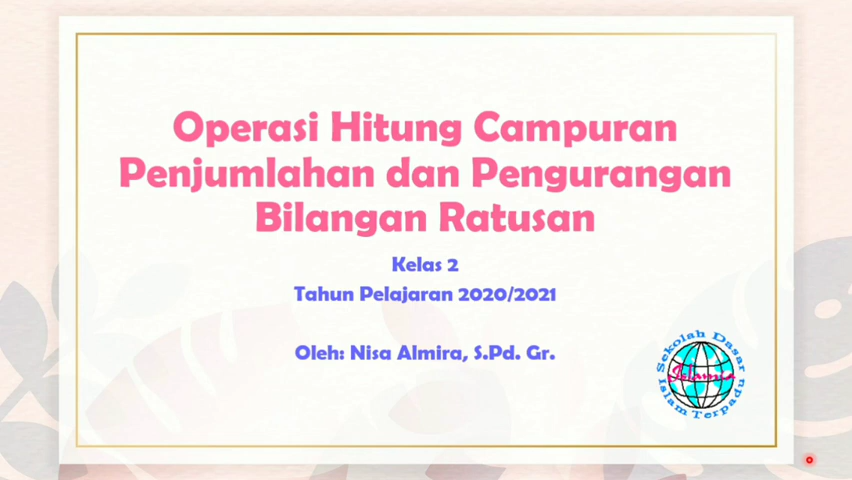 Operasi Hitung Campuran
Penjumlahan dan Pengurangan
Bilangan Ratusan
Kelas 2
Tahun Pelajaran 2020/2021
Oleh: Nisa Almira, S.Pd. Gr.
Sekolah Dasar
Islamic
Islam Terpadu